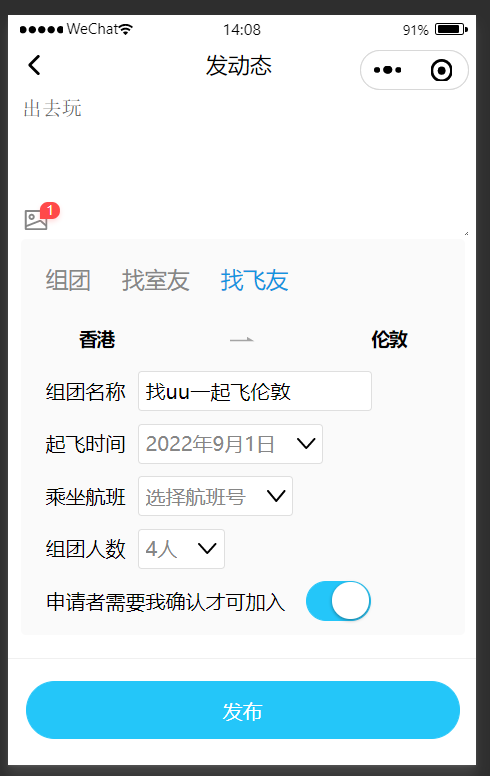 WeChat 14:08 91%
发动态
出去玩
1
组团 找室友 找飞友
香港 伦敦
组团名称 找uu一起飞伦敦
起飞时间 2022年9月1日
乘坐航班 选择航班号
组团人数 4人
申请者需要我确认才可加入
发布